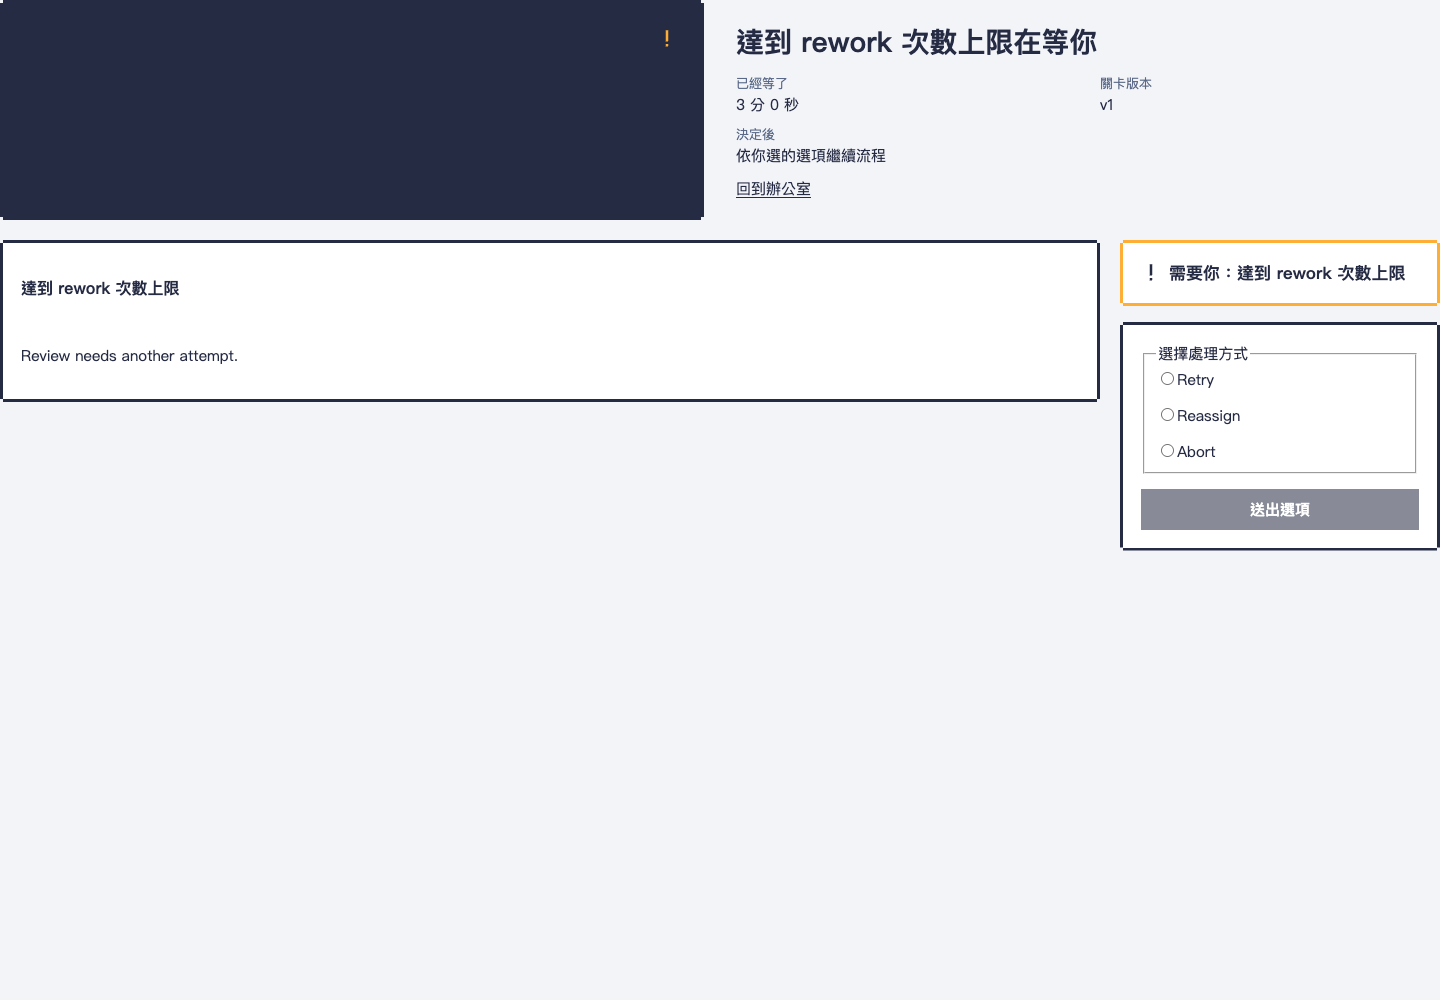 !
達到 rework 次數上限在等你
已經等了
3 分 0 秒
關卡版本
v1
決定後
依你選的選項繼續流程
回到辦公室
達到 rework 次數上限
Review needs another attempt.
! 需要你：達到 rework 次數上限
選擇處理方式
Retry
Reassign
Abort
送出選項